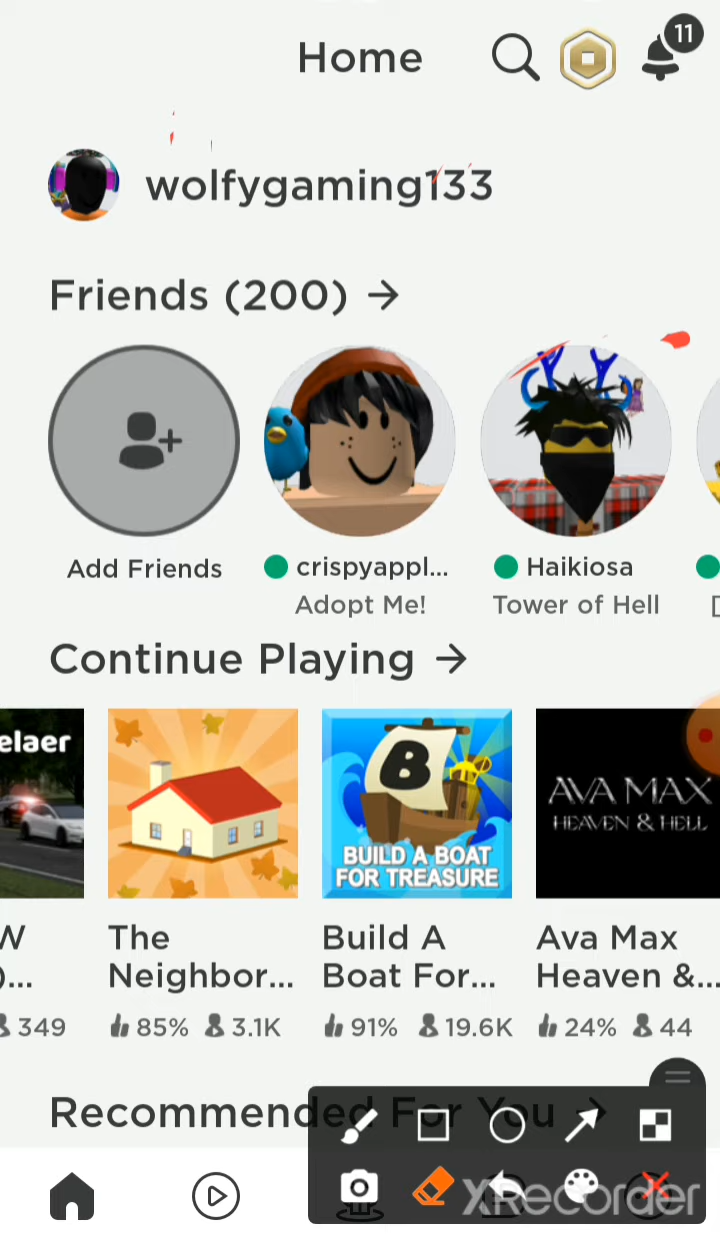 Home
11
wolfygaming133
Friends (200)
Add Friends
crispyappl...
Haikiosa
Adopt Me!
Tower of Hell
Continue Playing
elaer
B
BUILD A BOAT
FOR TREASURE
AVA MAX
HEAVEN & HELL
W
)...
The
Neighbor...
Build A
Boat For...
Ava Max
Heaven &...
349
85% 3.1K
91% 19.6K
24% 44
Recommended For You
XRecorder